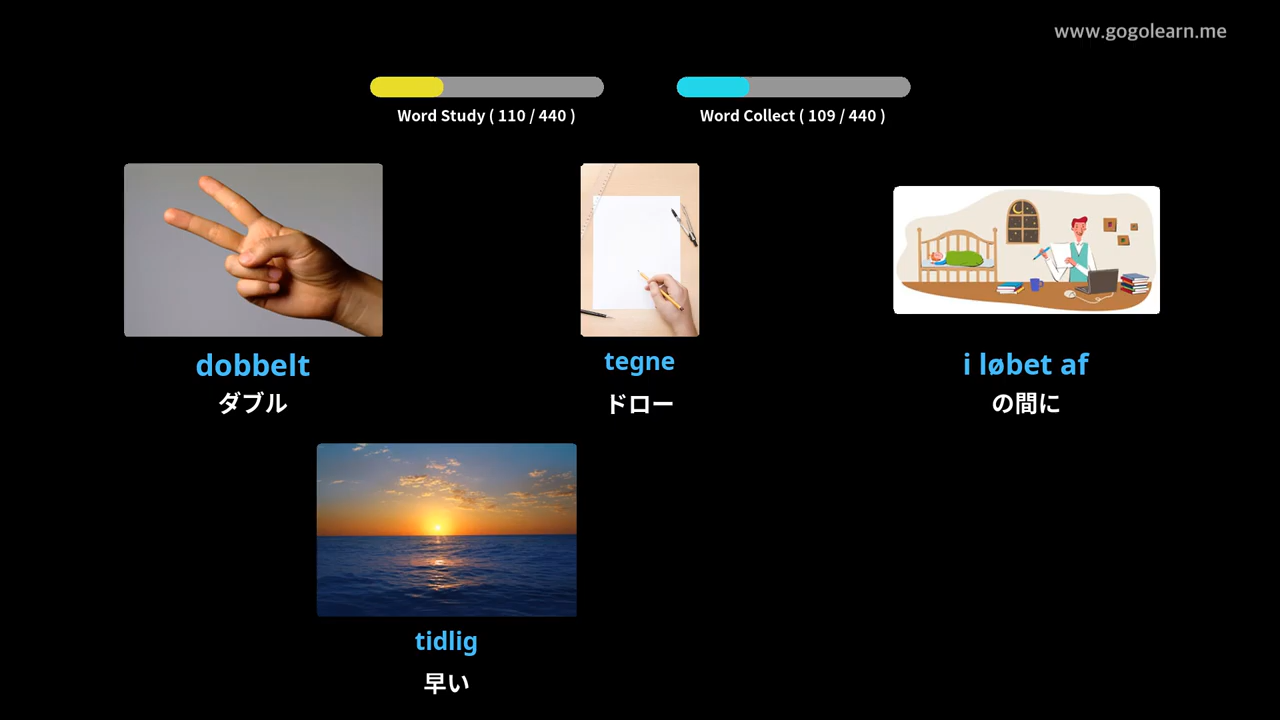 www.gogolearn.me
Word Study ( 110 / 440 )
Word Collect ( 109 / 440 )
dobbelt
ダブル
tegne
ドロー
i løbet af
の間に
tidlig
早い